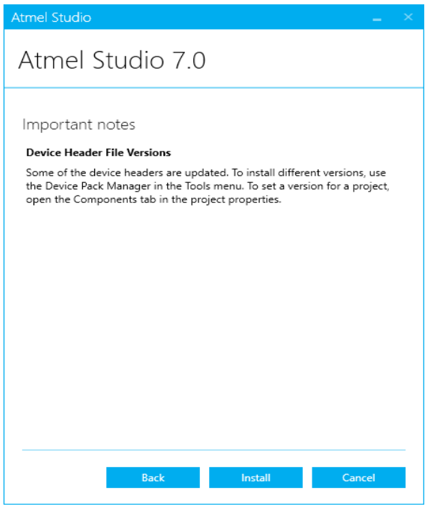 Atmel Studio
Atmel Studio 7.0
Important notes
Device Header File Versions
Some of the device headers are updated. To install different versions, use
the Device Pack Manager in the Tools menu. To set a version for a project,
open the Components tab in the project properties.
Back Install Cancel